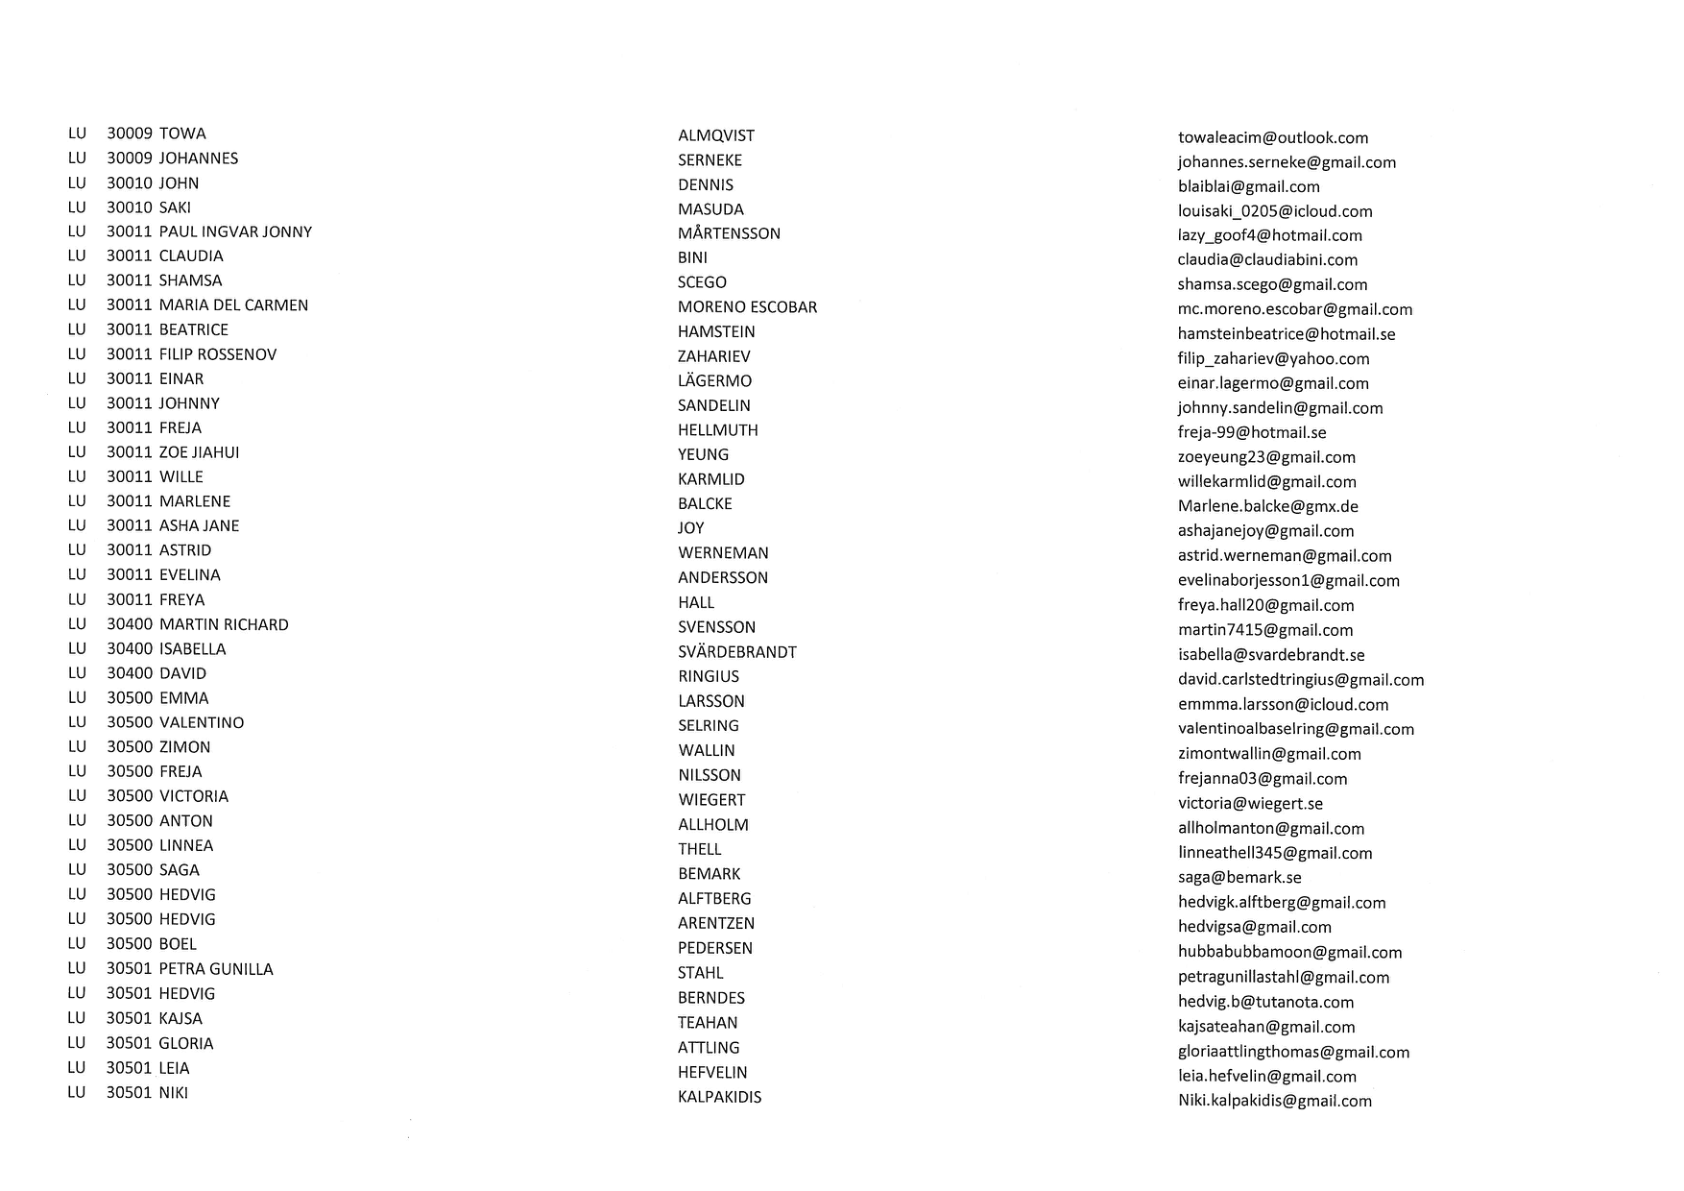 LU 30009 TOWA ALMQVIST towaleacim@outlook.com
LU 30009 JOHANNES SERNEKE johannes.serneke@gmail.com
LU 30010 JOHN DENNIS blaiblai@gmail.com
LU 30010 SAKI MASUDA louisaki_0205@icloud.com
LU 30011 PAUL INGVAR JONNY MÅRTENSSON lazy_goof4@hotmail.com
LU 30011 CLAUDIA BINI claudia@claudiabini.com
LU 30011 SHAMSA SCEGO shamsa.scego@gmail.com
LU 30011 MARIA DEL CARMEN MORENO ESCOBAR mc.moreno.escobar@gmail.com
LU 30011 BEATRICE HAMSTEIN hamsteinbeatrice@hotmail.se
LU 30011 FILIP ROSSENOV ZAHARIEV filip_zahariev@yahoo.com
LU 30011 EINAR LÄGERMO einar.lagermo@gmail.com
LU 30011 JOHNNY SANDELIN johnny.sandelin@gmail.com
LU 30011 FREJA HELLMUTH freja-99@hotmail.se
LU 30011 ZOE JIAHUI YEUNG zoeyeung23@gmail.com
LU 30011 WILLE KARMLID willekarmlid@gmail.com
LU 30011 MARLENE BALCKE Marlene.balcke@gmx.de
LU 30011 ASHA JANE JOY ashajanejoy@gmail.com
LU 30011 ASTRID WERNEMAN astrid.werneman@gmail.com
LU 30011 EVELINA ANDERSSON evelinaborjesson1@gmail.com
LU 30011 FREYA HALL freya.hall20@gmail.com
LU 30400 MARTIN RICHARD SVENSSON martin7415@gmail.com
LU 30400 ISABELLA SVÄRDEBRANDT isabella@svardebrandt.se
LU 30400 DAVID RINGIUS david.carlstedtringius@gmail.com
LU 30500 EMMA LARSSON emmma.larsson@icloud.com
LU 30500 VALENTINO SELRING valentinoalbaselring@gmail.com
LU 30500 ZIMON WALLIN zimontwallin@gmail.com
LU 30500 FREJA NILSSON frejanna03@gmail.com
LU 30500 VICTORIA WIEGERT victoria@wiegert.se
LU 30500 ANTON ALLHOLM allholmanton@gmail.com
LU 30500 LINNEA THELL linneathell345@gmail.com
LU 30500 SAGA BEMARK saga@bemark.se
LU 30500 HEDVIG ALFTBERG hedvigk.alftberg@gmail.com
LU 30500 HEDVIG ARENTZEN hedvigsa@gmail.com
LU 30500 BOEL PEDERSEN hubbabubbamoon@gmail.com
LU 30501 PETRA GUNILLA STAHL petragunillastahl@gmail.com
LU 30501 HEDVIG BERNDES hedvig.b@tutanota.com
LU 30501 KAJSA TEAHAN kajsateahan@gmail.com
LU 30501 GLORIA ATTLING gloriaattlingthomas@gmail.com
LU 30501 LEIA HEFVELIN leia.hefvelin@gmail.com
LU 30501 NIKI KALPAKIDIS Niki.kalpakidis@gmail.com